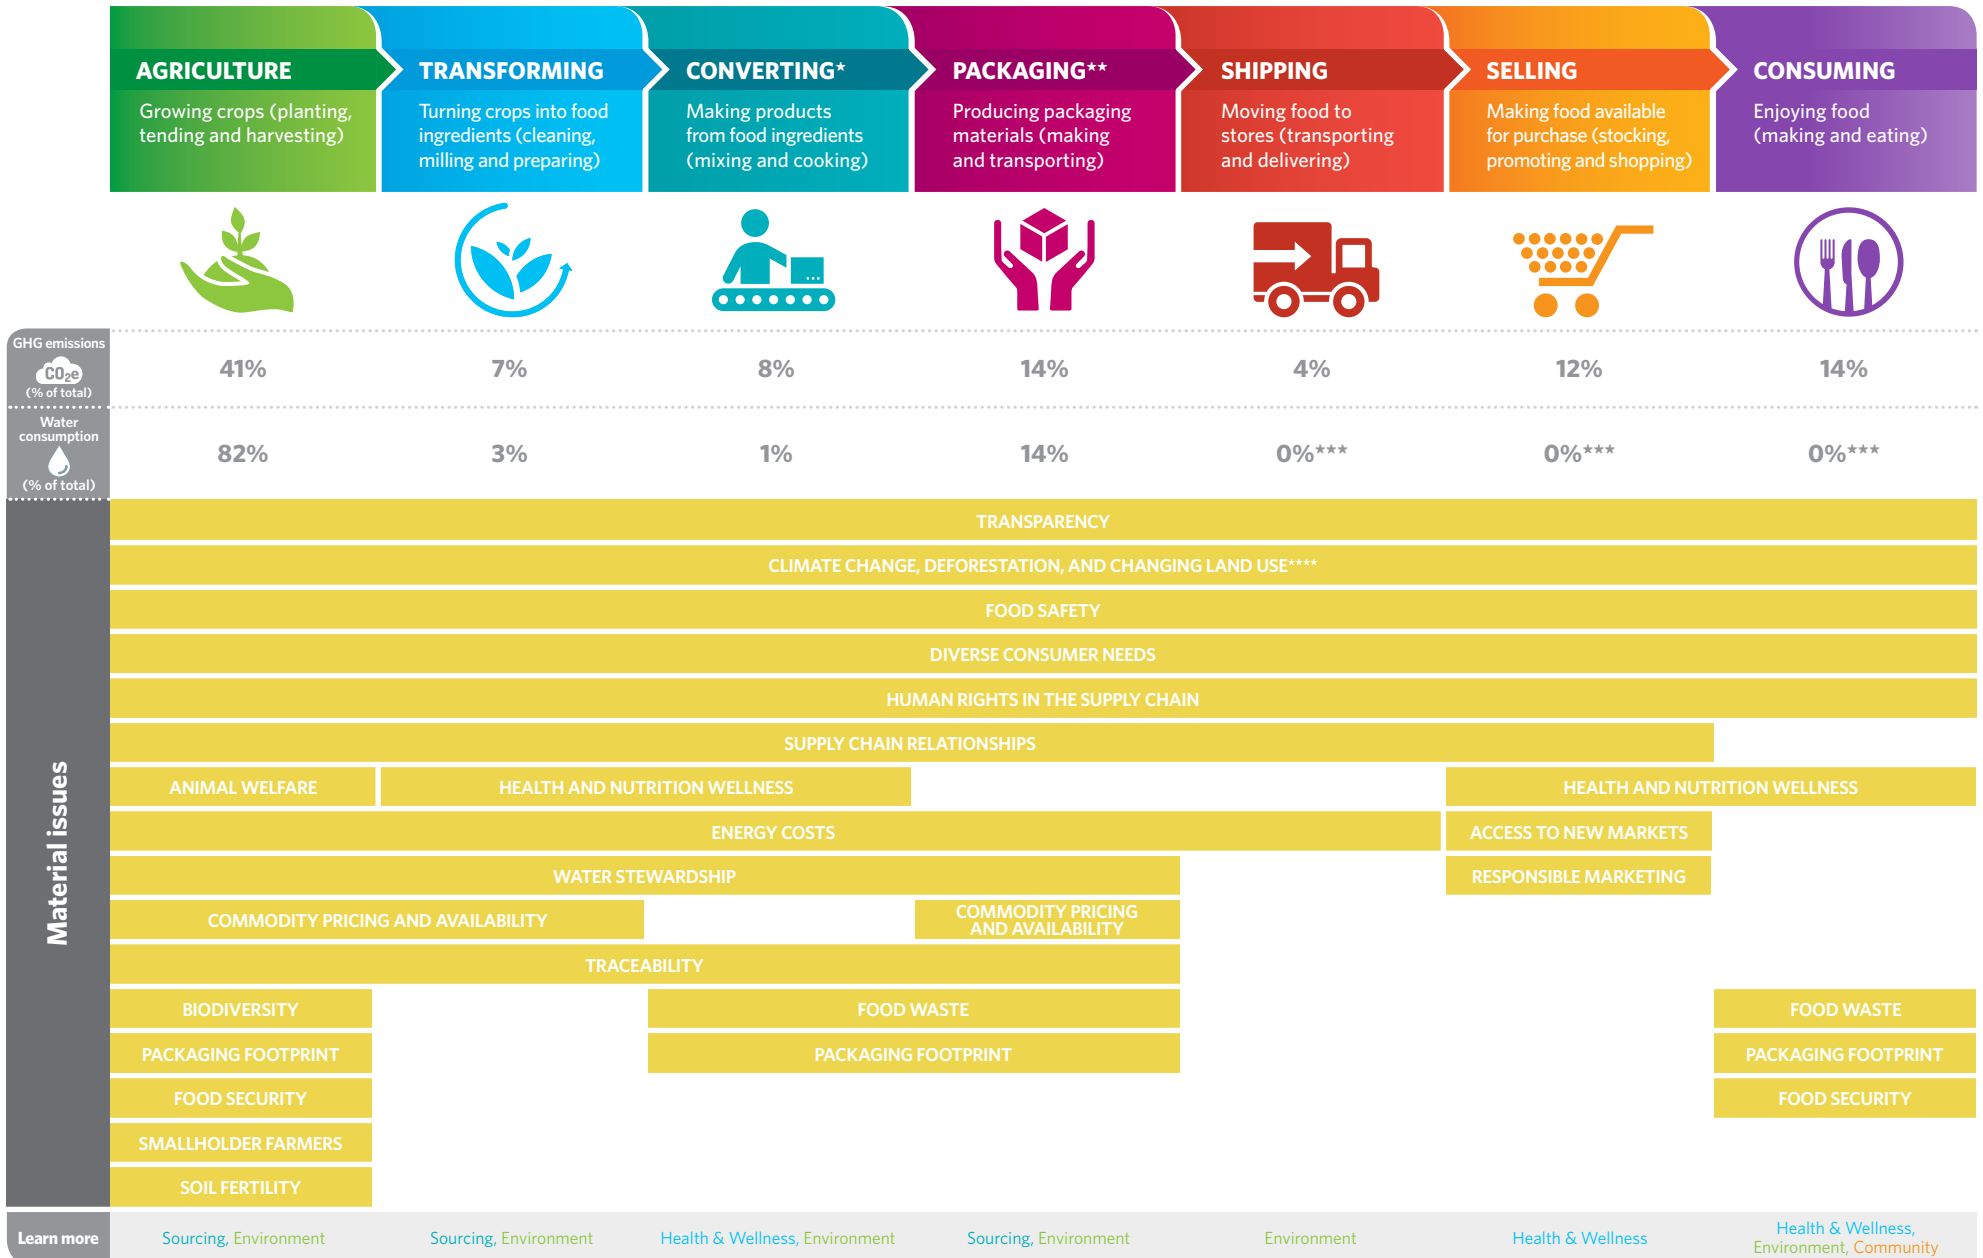 AGRICULTURE
Growing crops (planting,
tending and harvesting)
TRANSFORMING
Turning crops into food
ingredients (cleaning,
milling and preparing)
CONVERTING*
Making products
from food ingredients
(mixing and cooking)
PACKAGING**
Producing packaging
materials (making
and transporting)
SHIPPING
Moving food to
stores (transporting
and delivering)
SELLING
Making food available
for purchase (stocking,
promoting and shopping)
CONSUMING
Enjoying food
(making and eating)
GHG emissions
CO₂e
(% of total)
41%
7%
8%
14%
4%
12%
14%
Water
consumption
(% of total)
82%
3%
1%
14%
0%***
0%***
0%***
Material issues
TRANSPARENCY
CLIMATE CHANGE, DEFORESTATION, AND CHANGING LAND USE****
FOOD SAFETY
DIVERSE CONSUMER NEEDS
HUMAN RIGHTS IN THE SUPPLY CHAIN
SUPPLY CHAIN RELATIONSHIPS
ANIMAL WELFARE
HEALTH AND NUTRITION WELLNESS
HEALTH AND NUTRITION WELLNESS
ENERGY COSTS
ACCESS TO NEW MARKETS
WATER STEWARDSHIP
RESPONSIBLE MARKETING
COMMODITY PRICING AND AVAILABILITY
COMMODITY PRICING
AND AVAILABILITY
TRACEABILITY
BIODIVERSITY
FOOD WASTE
FOOD WASTE
PACKAGING FOOTPRINT
PACKAGING FOOTPRINT
PACKAGING FOOTPRINT
FOOD SECURITY
FOOD SECURITY
SMALLHOLDER FARMERS
SOIL FERTILITY
Learn more
Sourcing, Environment
Sourcing, Environment
Health & Wellness, Environment
Sourcing, Environment
Environment
Health & Wellness
Health & Wellness,
Environment, Community